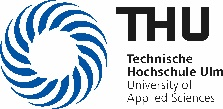 THU
Technische
Hochschule Ulm
University of
Applied Sciences